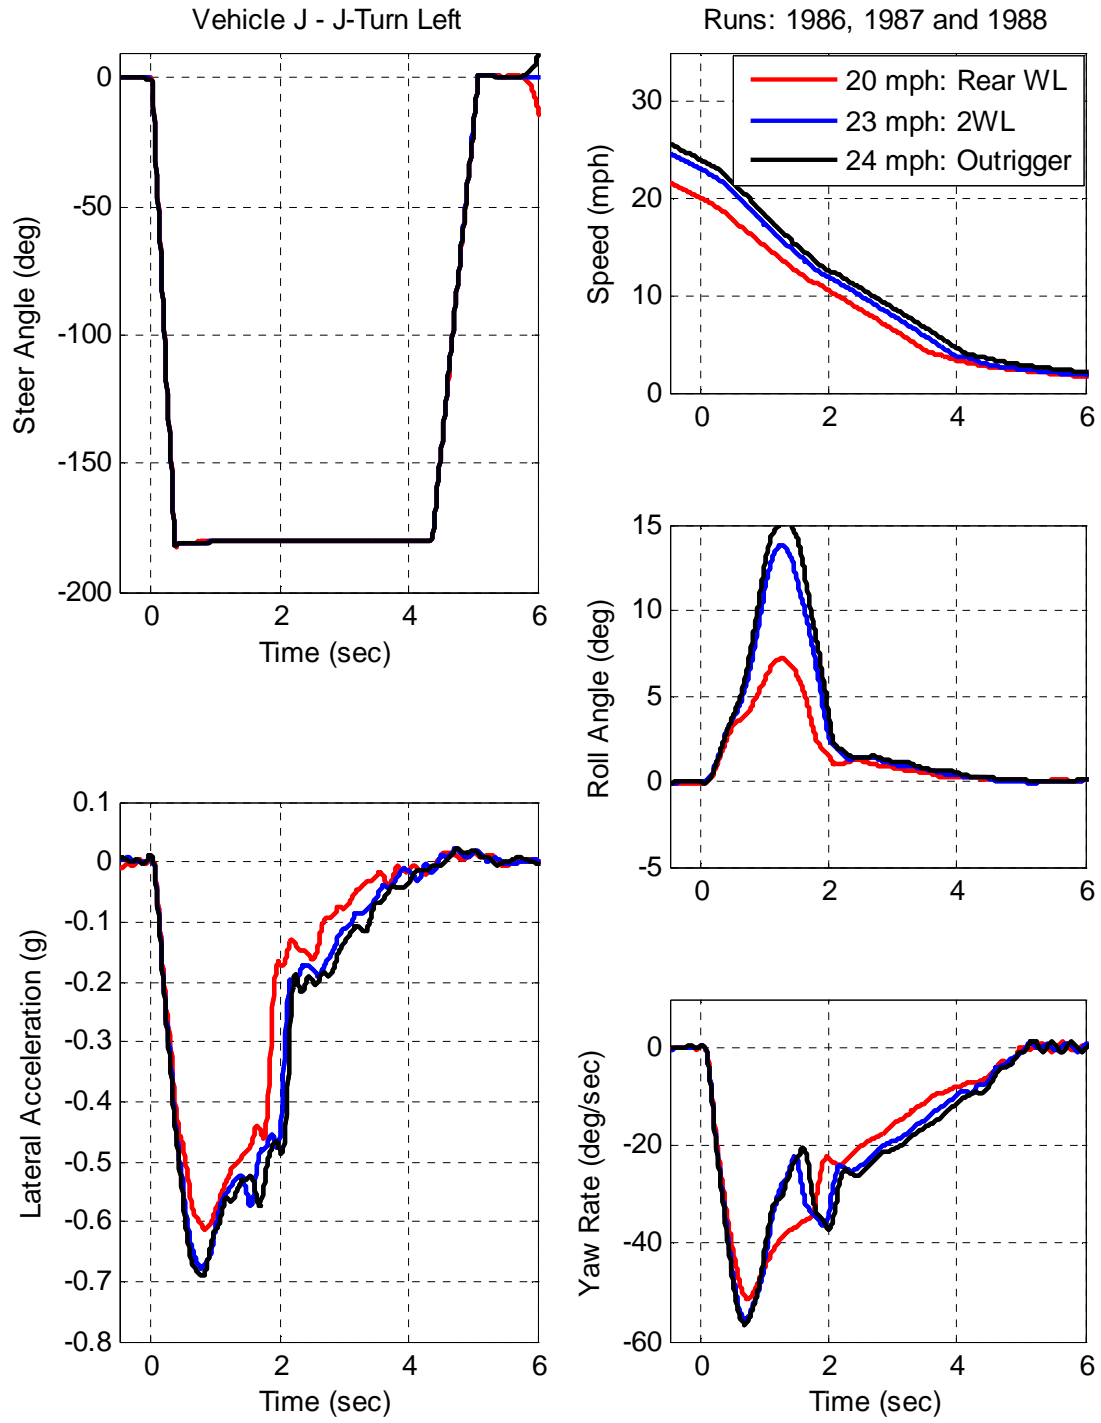 Vehicle J - J-Turn Left
0
-50
-100
-150
-200
Steer Angle (deg)
0 2 4 6
Time (sec)
0.1
0
-0.1
-0.2
-0.3
-0.4
-0.5
-0.6
-0.7
-0.8
Lateral Acceleration (g)
0 2 4 6
Time (sec)
Runs: 1986, 1987 and 1988
20 mph: Rear WL
23 mph: 2WL
24 mph: Outrigger
30
20
10
0
Speed (mph)
0 2 4 6
15
10
5
0
-5
Roll Angle (deg)
0 2 4 6
0
-20
-40
-60
Yaw Rate (deg/sec)
0 2 4 6
Time (sec)